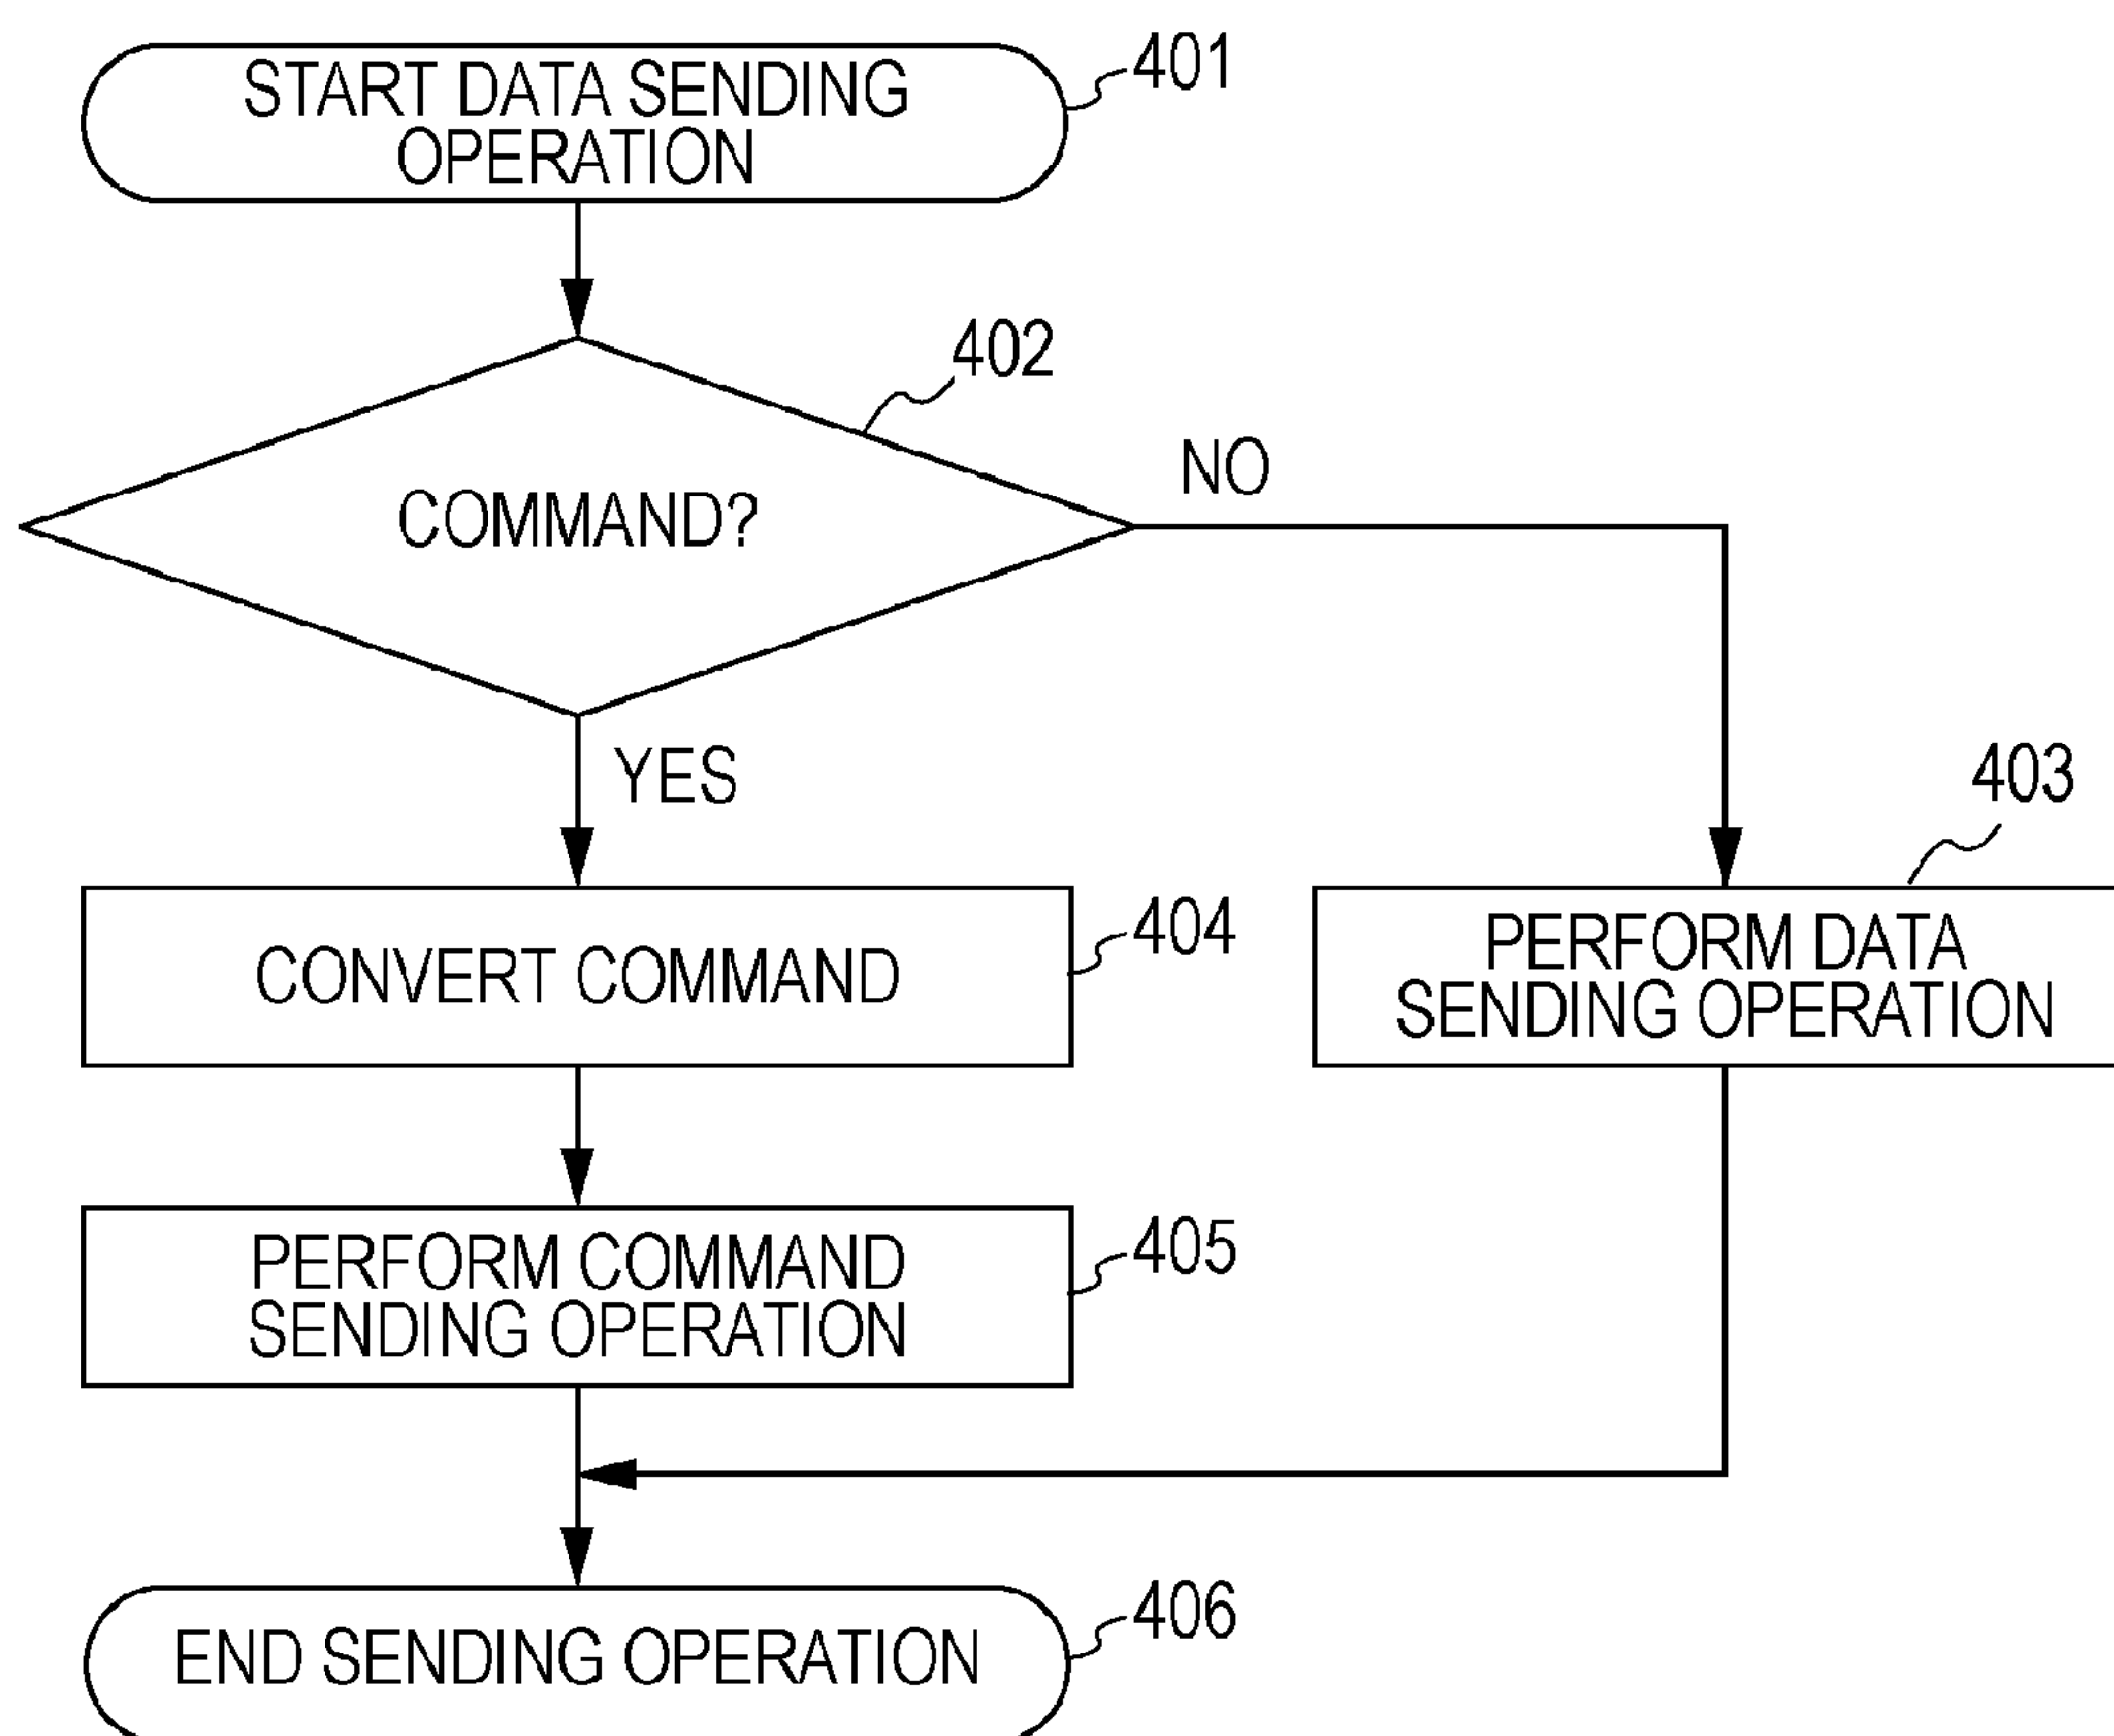 START DATA SENDING
OPERATION
401
402
COMMAND?
NO
YES
403
CONVERT COMMAND
404
PERFORM DATA
SENDING OPERATION
PERFORM COMMAND
SENDING OPERATION
405
END SENDING OPERATION
406